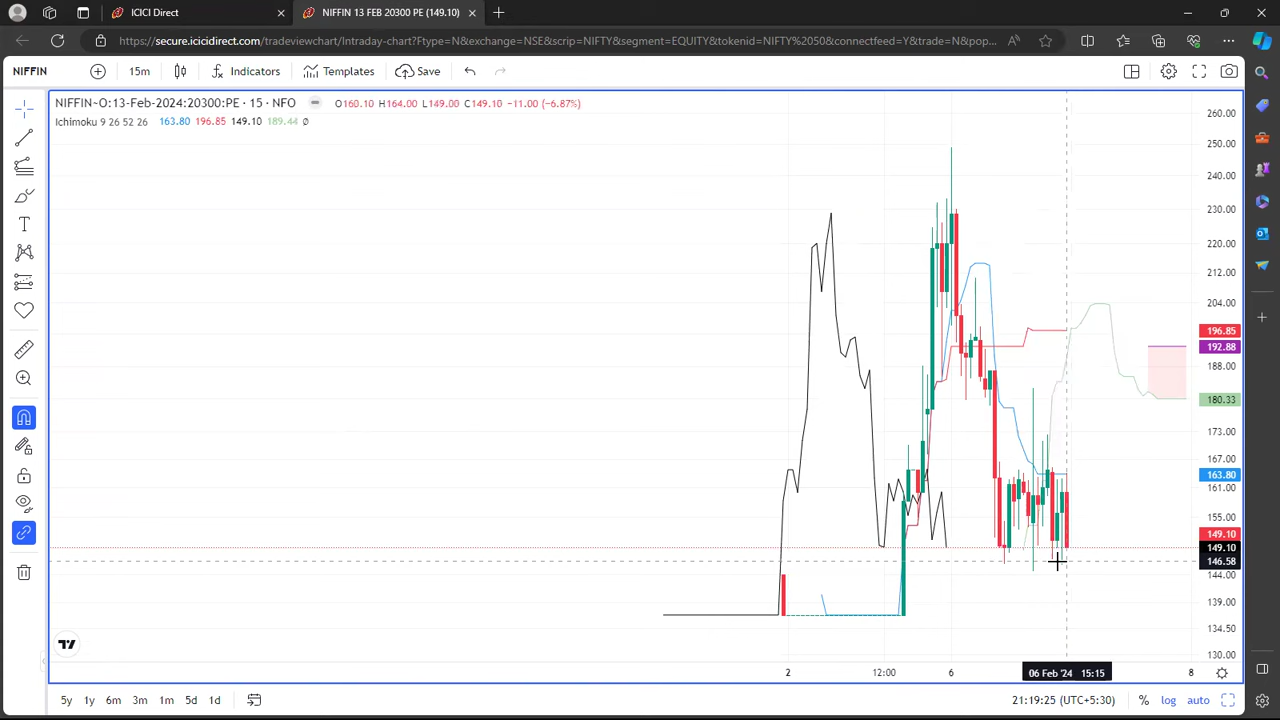 ICICI Direct
NIFFIN 13 FEB 20300 PE (149.10)
https://secure.icicidirect.com/tradeviewchart/Intraday-chart?Ftype=N&exchange=NSE&scrip=NIFTY&segment=EQUITY&tokenid=NIFTY%2050&connectfeed=Y&trade=N&pop...
NIFFIN
15m
Indicators
Templates
Save
NIFFIN~O:13-Feb-2024:20300:PE · 15 · NFO
O160.10 H164.00 L149.00 C149.10 −11.00 (−6.87%)
Ichimoku 9 26 52 26 163.80 196.85 149.10 189.44 Ø
260.00
250.00
240.00
230.00
220.00
212.00
204.00
196.85
192.88
188.00
180.33
173.00
167.00
163.80
161.00
155.00
149.10
149.10
146.58
144.00
139.00
134.50
130.00
2
12:00
6
06 Feb '24 15:15
8
5y 1y 6m 3m 1m 5d 1d
21:19:25 (UTC+5:30)
% log auto